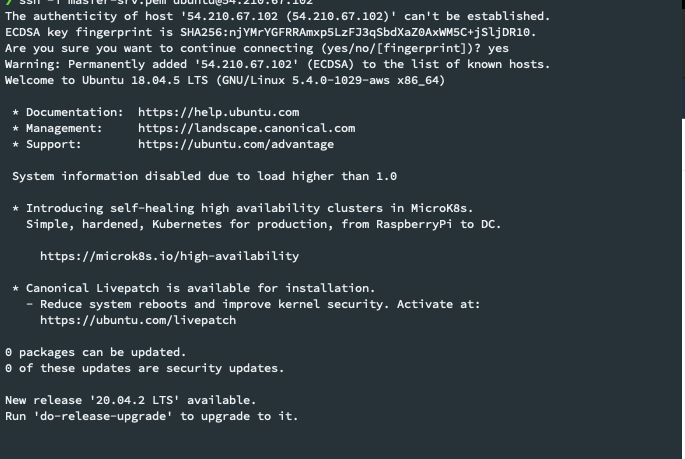 ❯ ssh -i master-srv.pem ubuntu@54.210.67.102
The authenticity of host '54.210.67.102 (54.210.67.102)' can't be established.
ECDSA key fingerprint is SHA256:njYMrYGFRRAmxp5LzFJ3qSbdXaZ0AxWM5C+jSljDR10.
Are you sure you want to continue connecting (yes/no/[fingerprint])? yes
Warning: Permanently added '54.210.67.102' (ECDSA) to the list of known hosts.
Welcome to Ubuntu 18.04.5 LTS (GNU/Linux 5.4.0-1029-aws x86_64)

 * Documentation:  https://help.ubuntu.com
 * Management:     https://landscape.canonical.com
 * Support:        https://ubuntu.com/advantage

 System information disabled due to load higher than 1.0

 * Introducing self-healing high availability clusters in MicroK8s.
   Simple, hardened, Kubernetes for production, from RaspberryPi to DC.

     https://microk8s.io/high-availability

 * Canonical Livepatch is available for installation.
   - Reduce system reboots and improve kernel security. Activate at:
     https://ubuntu.com/livepatch

0 packages can be updated.
0 of these updates are security updates.

New release '20.04.2 LTS' available.
Run 'do-release-upgrade' to upgrade to it.